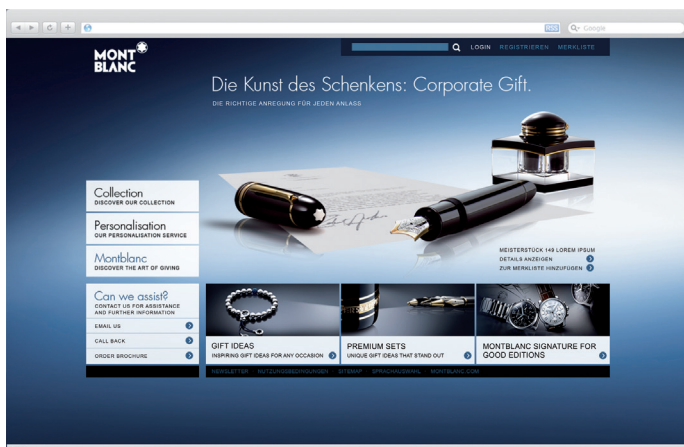 RSS
Google
MONT
BLANC
LOGIN REGISTRIEREN MERKLISTE
Die Kunst des Schenkens: Corporate Gift.
DIE RICHTIGE ANREGUNG FÜR JEDEN ANLASS
Collection
DISCOVER OUR COLLECTION
Personalisation
OUR PERSONALISATION SERVICE
Montblanc
DISCOVER THE ART OF GIVING
MEISTERSTÜCK 149 LOREM IPSUM
DETAILS ANZEIGEN
ZUR MERKLISTE HINZUFÜGEN
Can we assist?
CONTACT US FOR ASSISTANCE
AND FURTHER INFORMATION
EMAIL US
CALL BACK
ORDER BROCHURE
GIFT IDEAS
INSPIRING GIFT IDEAS FOR ANY OCCASION
PREMIUM SETS
UNIQUE GIFT IDEAS THAT STAND OUT
MONTBLANC SIGNATURE FOR
GOOD EDITIONS
NEWSLETTER - NUTZUNGSBEDINGUNGEN - SITEMAP - SPRACHAUSWAHL - MONTBLANC.COM